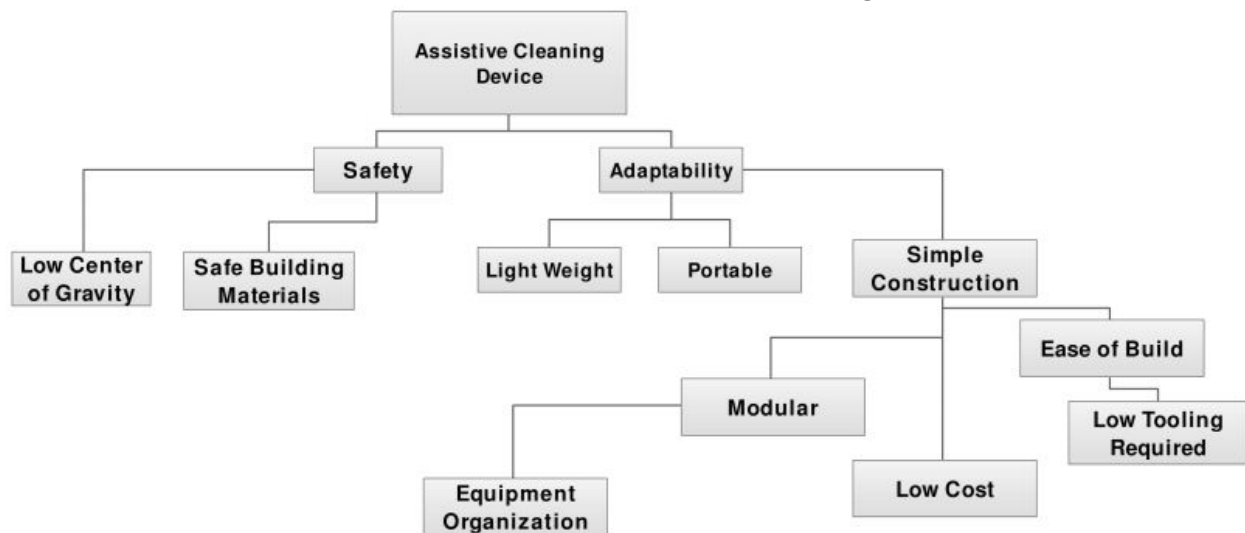 Assistive Cleaning
Device
Safety
Adaptability
Low Center
of Gravity
Safe Building
Materials
Light Weight
Portable
Simple
Construction
Ease of Build
Modular
Low Tooling
Required
Low Cost
Equipment
Organization